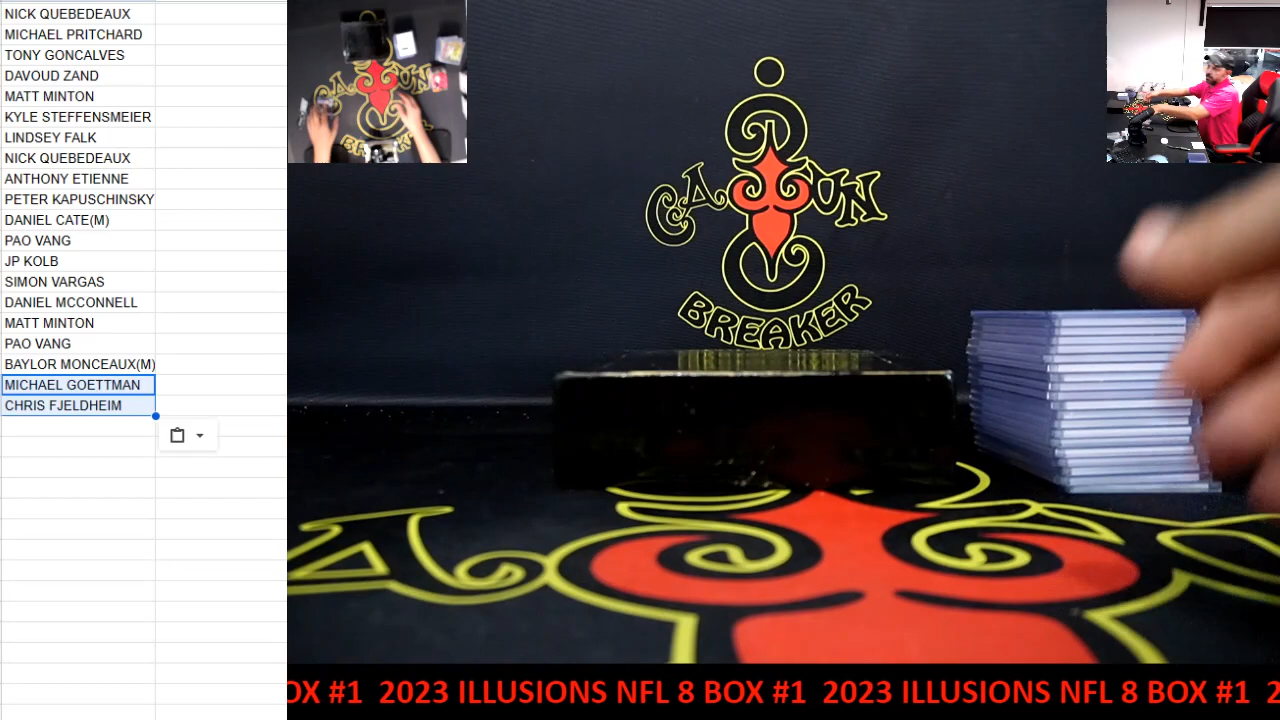 NICK QUEBEDEAUX
MICHAEL PRITCHARD
TONY GONCALVES
DAVOUD ZAND
MATT MINTON
KYLE STEFFENSMEIER
LINDSEY FALK
NICK QUEBEDEAUX
ANTHONY ETIENNE
PETER KAPUSCHINSKY
DANIEL CATE(M)
PAO VANG
JP KOLB
SIMON VARGAS
DANIEL MCCONNELL
MATT MINTON
PAO VANG
BAYLOR MONCEAUX(M)
MICHAEL GOETTMAN
CHRIS FJELDHEIM
CAJUN
BREAKER
OX #1 2023 ILLUSIONS NFL 8 BOX #1 2023 ILLUSIONS NFL 8 BOX #1 2